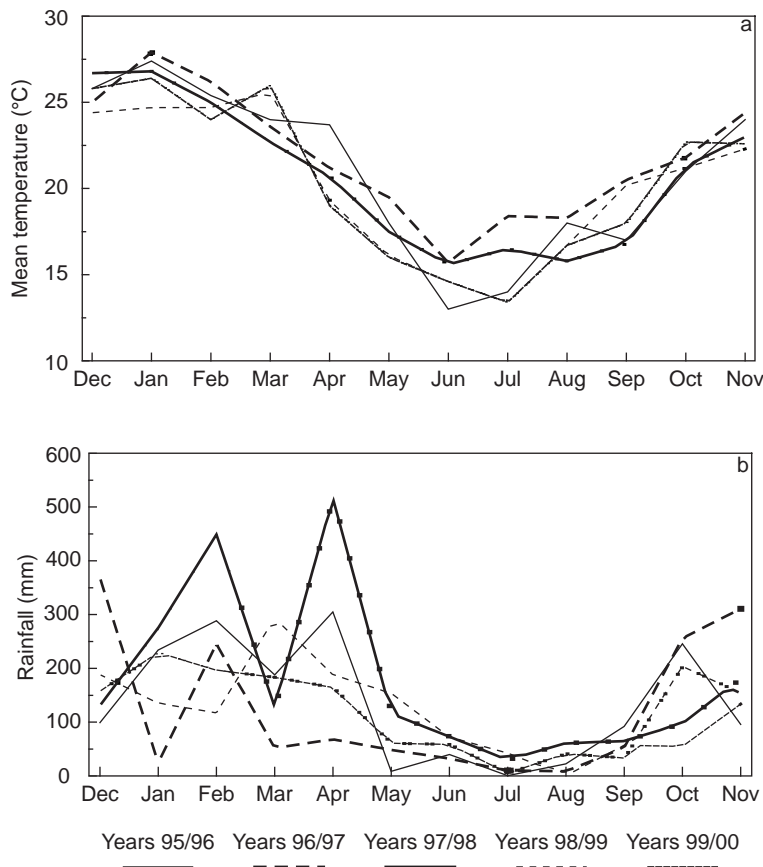 a
Mean temperature (°C)
30
25
20
15
10
Dec Jan Feb Mar Apr May Jun Jul Aug Sep Oct Nov
b
Rainfall (mm)
600
500
400
300
200
100
0
Dec Jan Feb Mar Apr May Jun Jul Aug Sep Oct Nov
Years 95/96 Years 96/97 Years 97/98 Years 98/99 Years 99/00